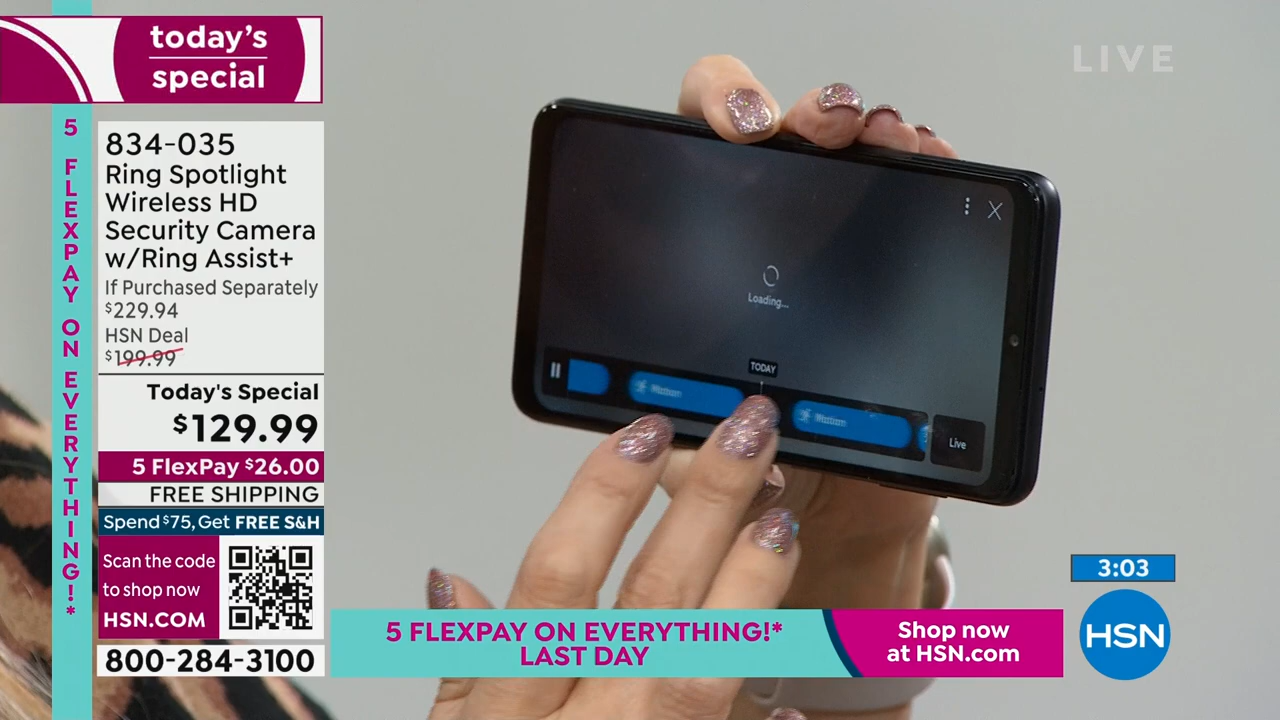 today's
special
5 FLEXPAY ON EVERYTHING!*
834-035
Ring Spotlight
Wireless HD
Security Camera
w/Ring Assist+
If Purchased Separately
$229.94
HSN Deal
$199.99
Today's Special
$129.99
5 FlexPay $26.00
FREE SHIPPING
Spend $75, Get FREE S&H
Scan the code
to shop now
HSN.COM
800-284-3100
LIVE
Loading...
TODAY
Motion
Motion
Live
5 FLEXPAY ON EVERYTHING!*
LAST DAY
Shop now
at HSN.com
3:03
HSN